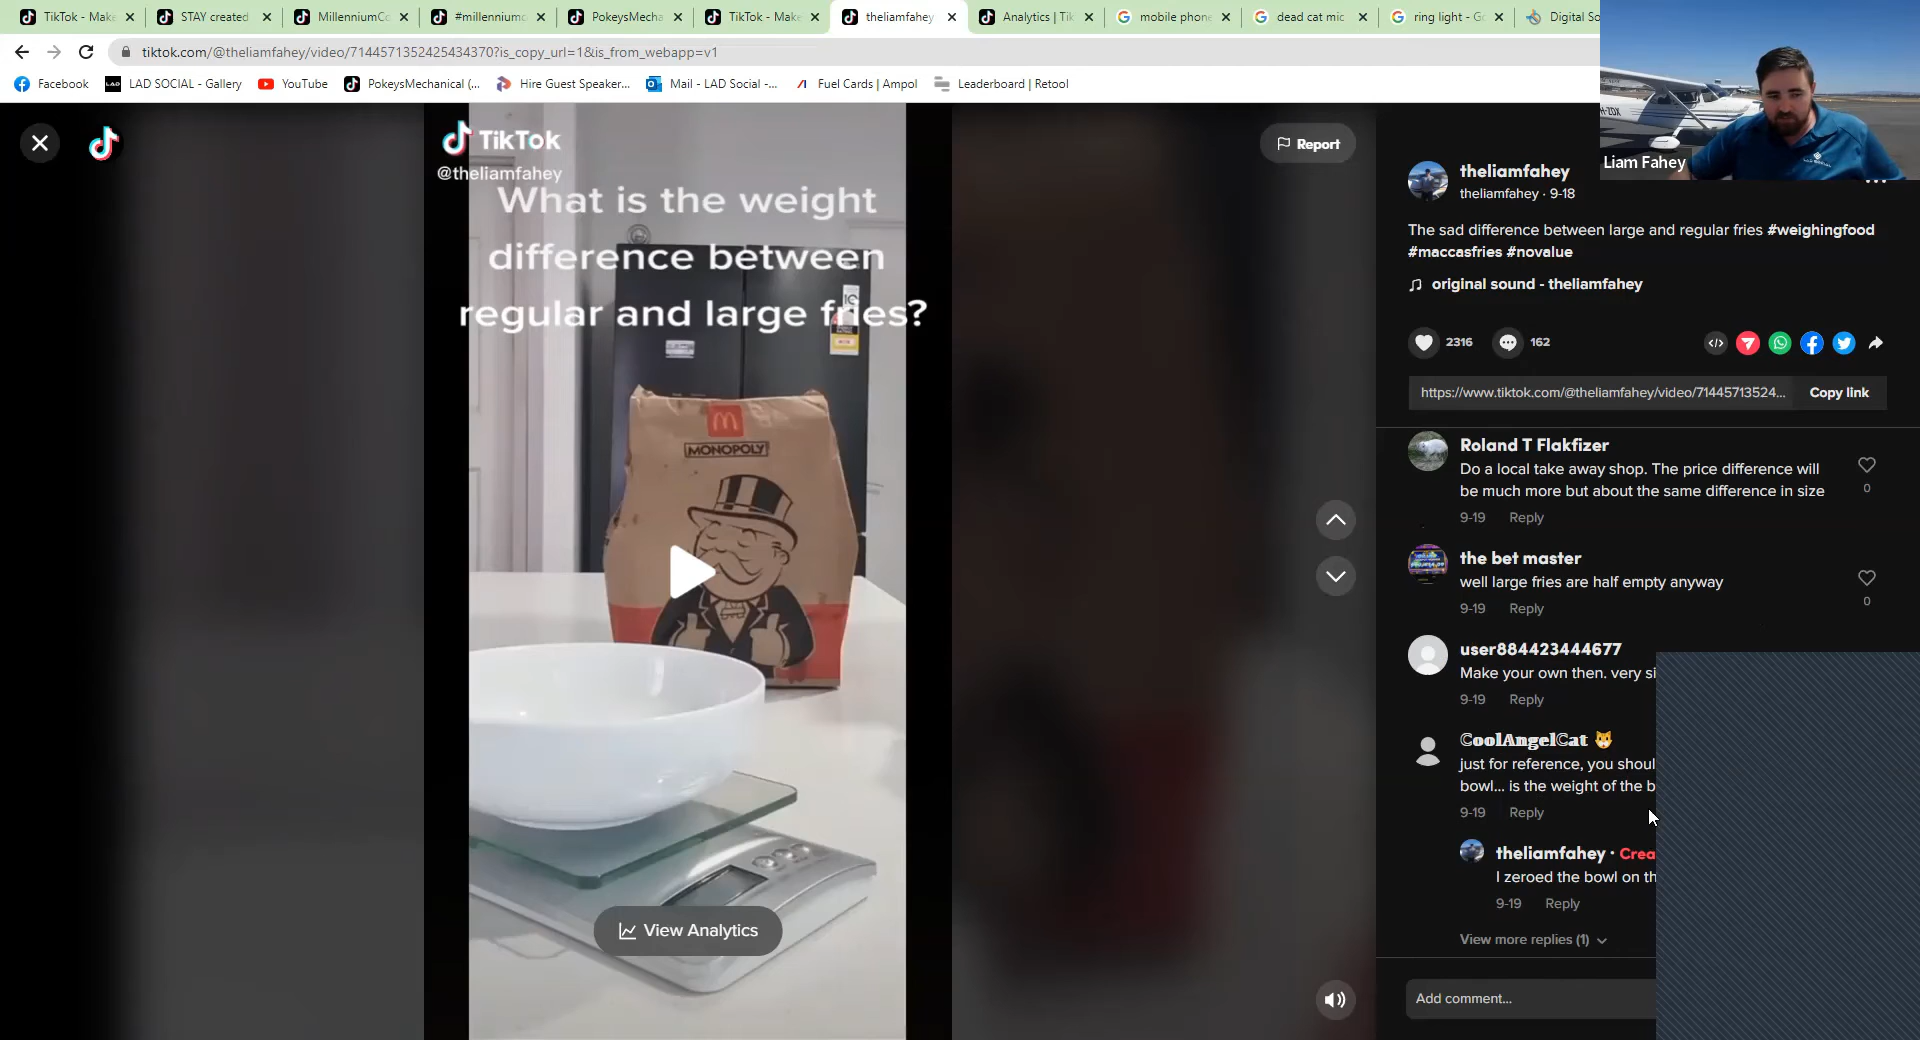 TikTok - Make
STAY created
MillenniumCo
#millenniumc
PokeysMecha
TikTok - Make
theliamfahey
Analytics | Tik
mobile phone
dead cat mic
ring light - Go
Digital So
tiktok.com/@theliamfahey/video/7144571352425434370?is_copy_url=1&is_from_webapp=v1
Facebook
LAD SOCIAL - Gallery
YouTube
PokeysMechanical (...
Hire Guest Speaker...
Mail - LAD Social -...
Fuel Cards | Ampol
Leaderboard | Retool
Liam Fahey
TikTok
@theliamfahey
What is the weight
difference between
regular and large fries?
MONOPOLY
View Analytics
Report
theliamfahey
theliamfahey · 9-18
The sad difference between large and regular fries #weighingfood
#maccasfries #novalue
original sound - theliamfahey
2316
162
https://www.tiktok.com/@theliamfahey/video/71445713524...
Copy link
Roland T Flakfizer
Do a local take away shop. The price difference will
be much more but about the same difference in size
0
9-19 Reply
the bet master
well large fries are half empty anyway
0
9-19 Reply
user884423444677
Make your own then. very si
9-19 Reply
ℂoolAngelℂat 🐱
just for reference, you shoul
bowl... is the weight of the b
9-19 Reply
theliamfahey · Crea
I zeroed the bowl on th
9-19 Reply
View more replies (1)
Add comment...